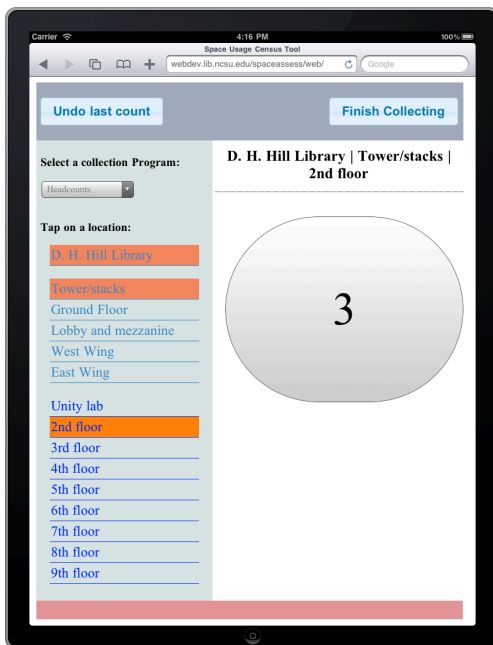 Carrier 4:16 PM 100%
Space Usage Census Tool
webdev.lib.ncsu.edu/spaceassess/web/ Google
Undo last count
Finish Collecting
Select a collection Program:
Headcounts
Tap on a location:
D. H. Hill Library
Tower/stacks
Ground Floor
Lobby and mezzanine
West Wing
East Wing
Unity lab
2nd floor
3rd floor
4th floor
5th floor
6th floor
7th floor
8th floor
9th floor
D. H. Hill Library | Tower/stacks |
2nd floor
3